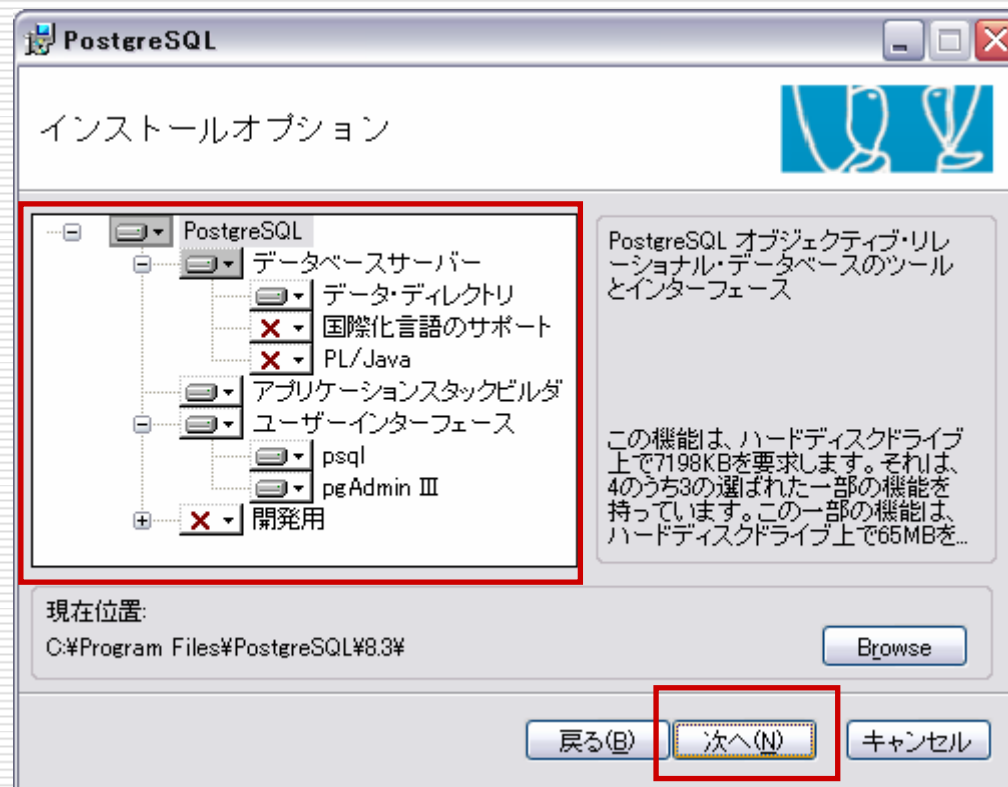 PostgreSQL
インストールオプション
PostgreSQL
データベースサーバー
データ・ディレクトリ
国際化言語のサポート
PL/Java
アプリケーションスタックビルダ
ユーザーインターフェース
psql
pgAdmin Ⅲ
開発用
PostgreSQL オブジェクティブ・リレ
ーショナル・データベースのツール
とインターフェース
この機能は、ハードディスクドライブ
上で7198KBを要求します。それは、
4のうち3の選ばれた一部の機能を
持っています。この一部の機能は、
ハードディスクドライブ上で65MBを...
現在位置:
C:¥Program Files¥PostgreSQL¥8.3¥
Browse
戻る(B)
次へ(N)
キャンセル